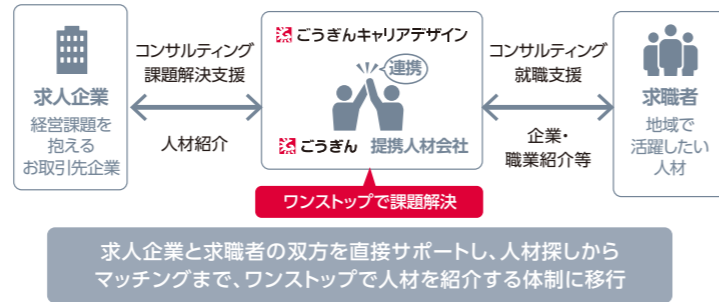 求人企業
経営課題を
抱える
お取引先企業
コンサルティング
課題解決支援
人材紹介
ごうぎんキャリアデザイン
連携
ごうぎん 提携人材会社
ワンストップで課題解決
コンサルティング
就職支援
企業・
職業紹介等
求職者
地域で
活躍したい
人材
求人企業と求職者の双方を直接サポートし、人材探しから
マッチングまで、ワンストップで人材を紹介する体制に移行